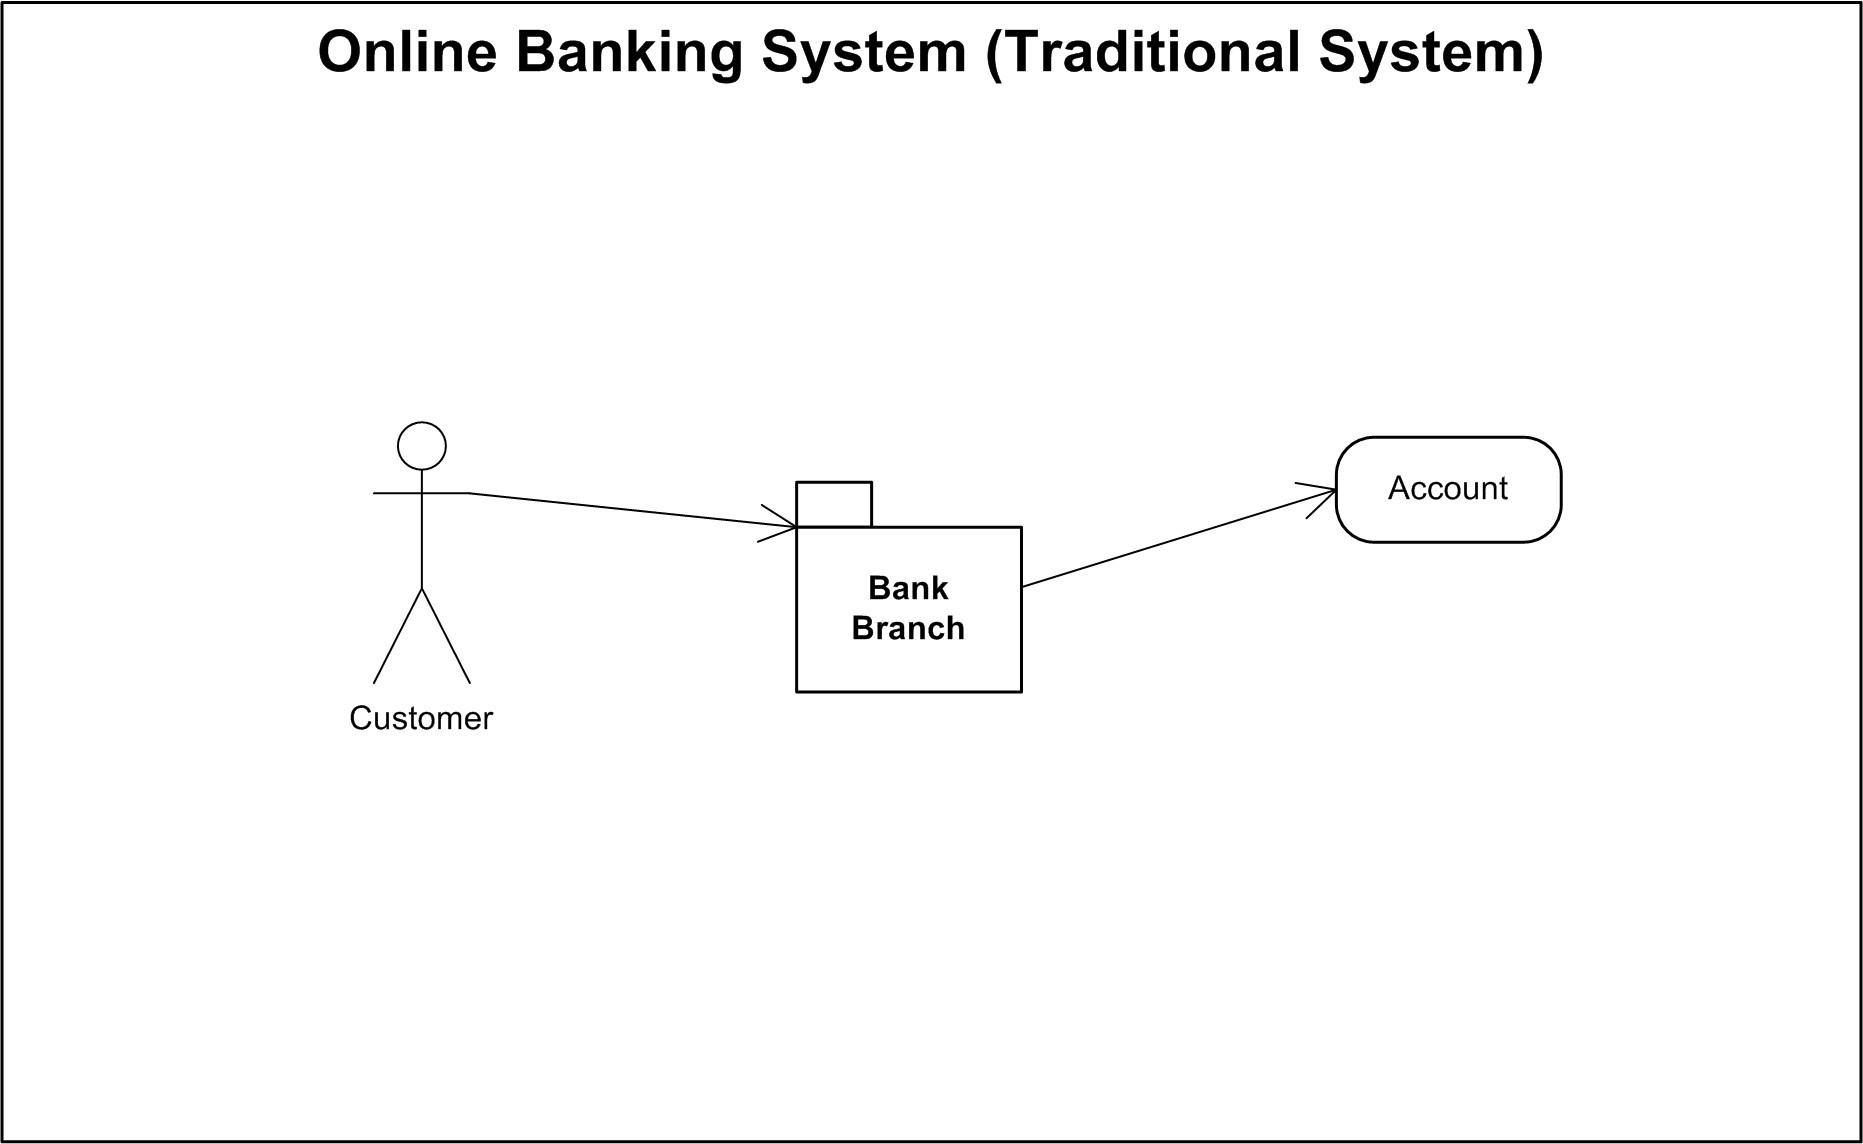 Online Banking System (Traditional System)
Account
Bank
Branch
Customer